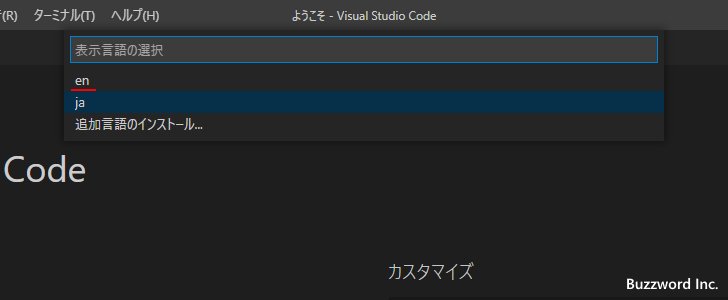 (R) ターミナル(T) ヘルプ(H) ようこそ - Visual Studio Code
表示言語の選択
en
ja
追加言語のインストール...
Code
カスタマイズ
Buzzword Inc.